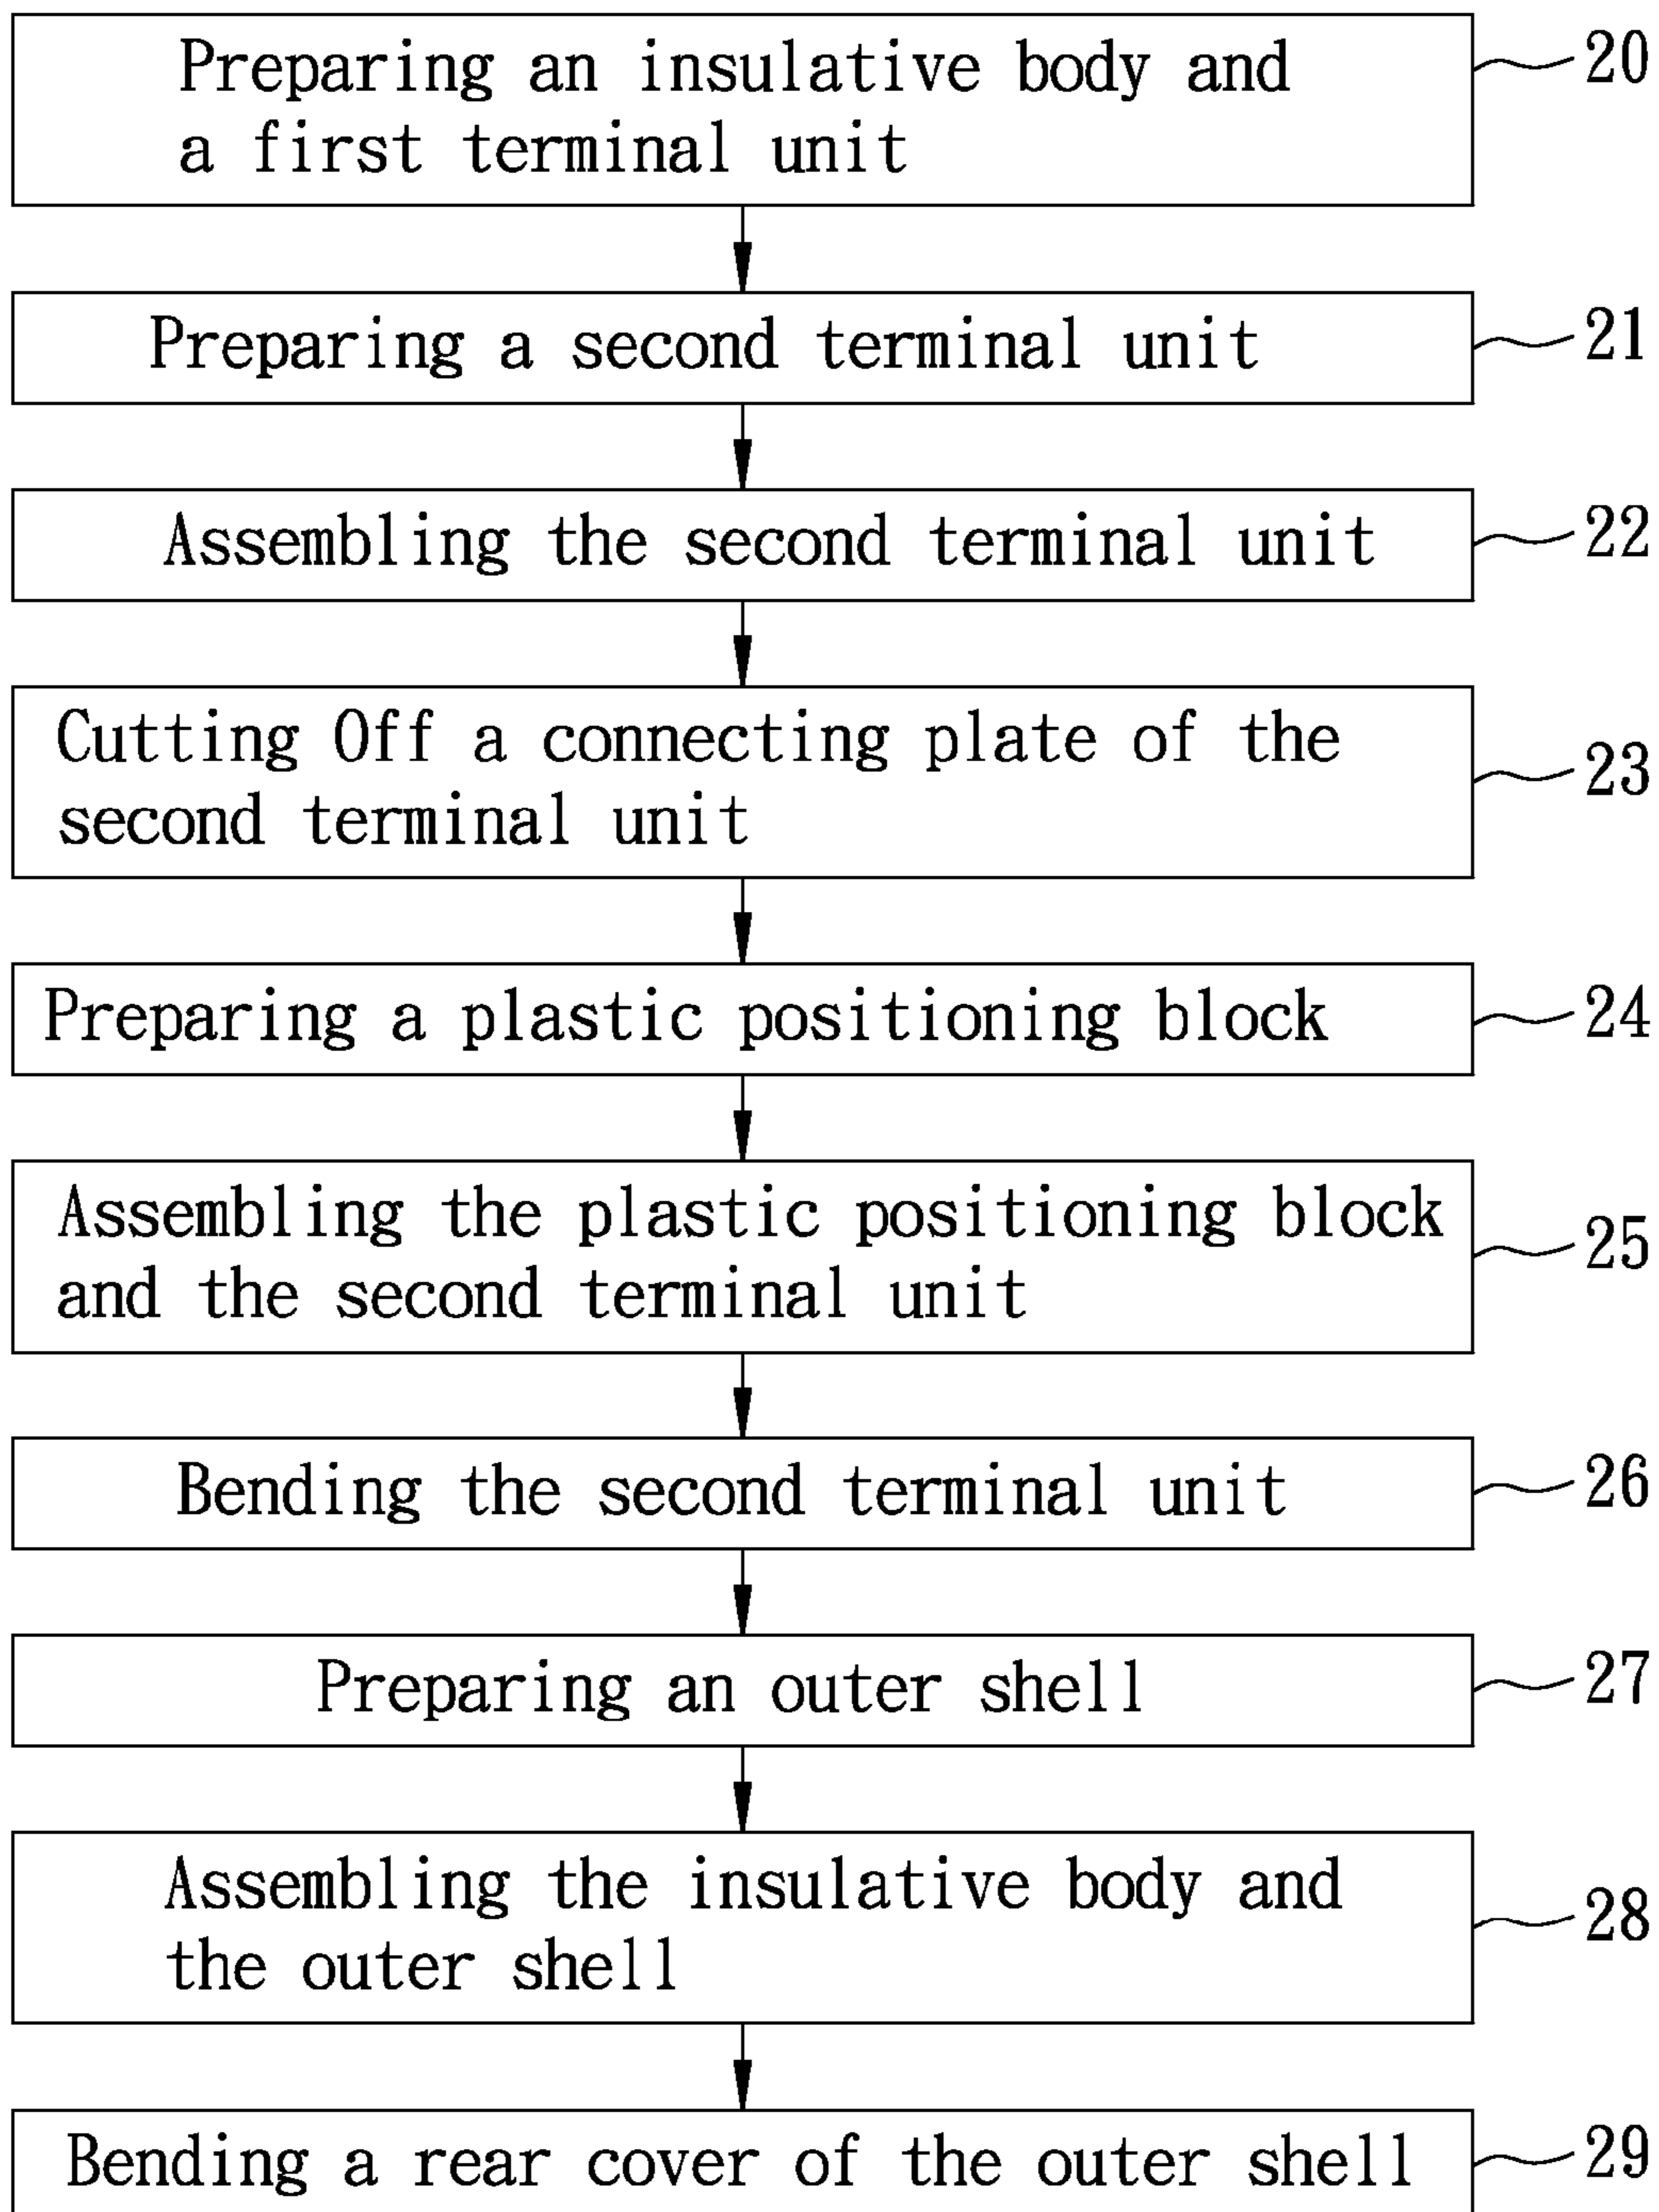 Preparing an insulative body and
a first terminal unit
20
Preparing a second terminal unit
21
Assembling the second terminal unit
22
Cutting Off a connecting plate of the
second terminal unit
23
Preparing a plastic positioning block
24
Assembling the plastic positioning block
and the second terminal unit
25
Bending the second terminal unit
26
Preparing an outer shell
27
Assembling the insulative body and
the outer shell
28
Bending a rear cover of the outer shell
29